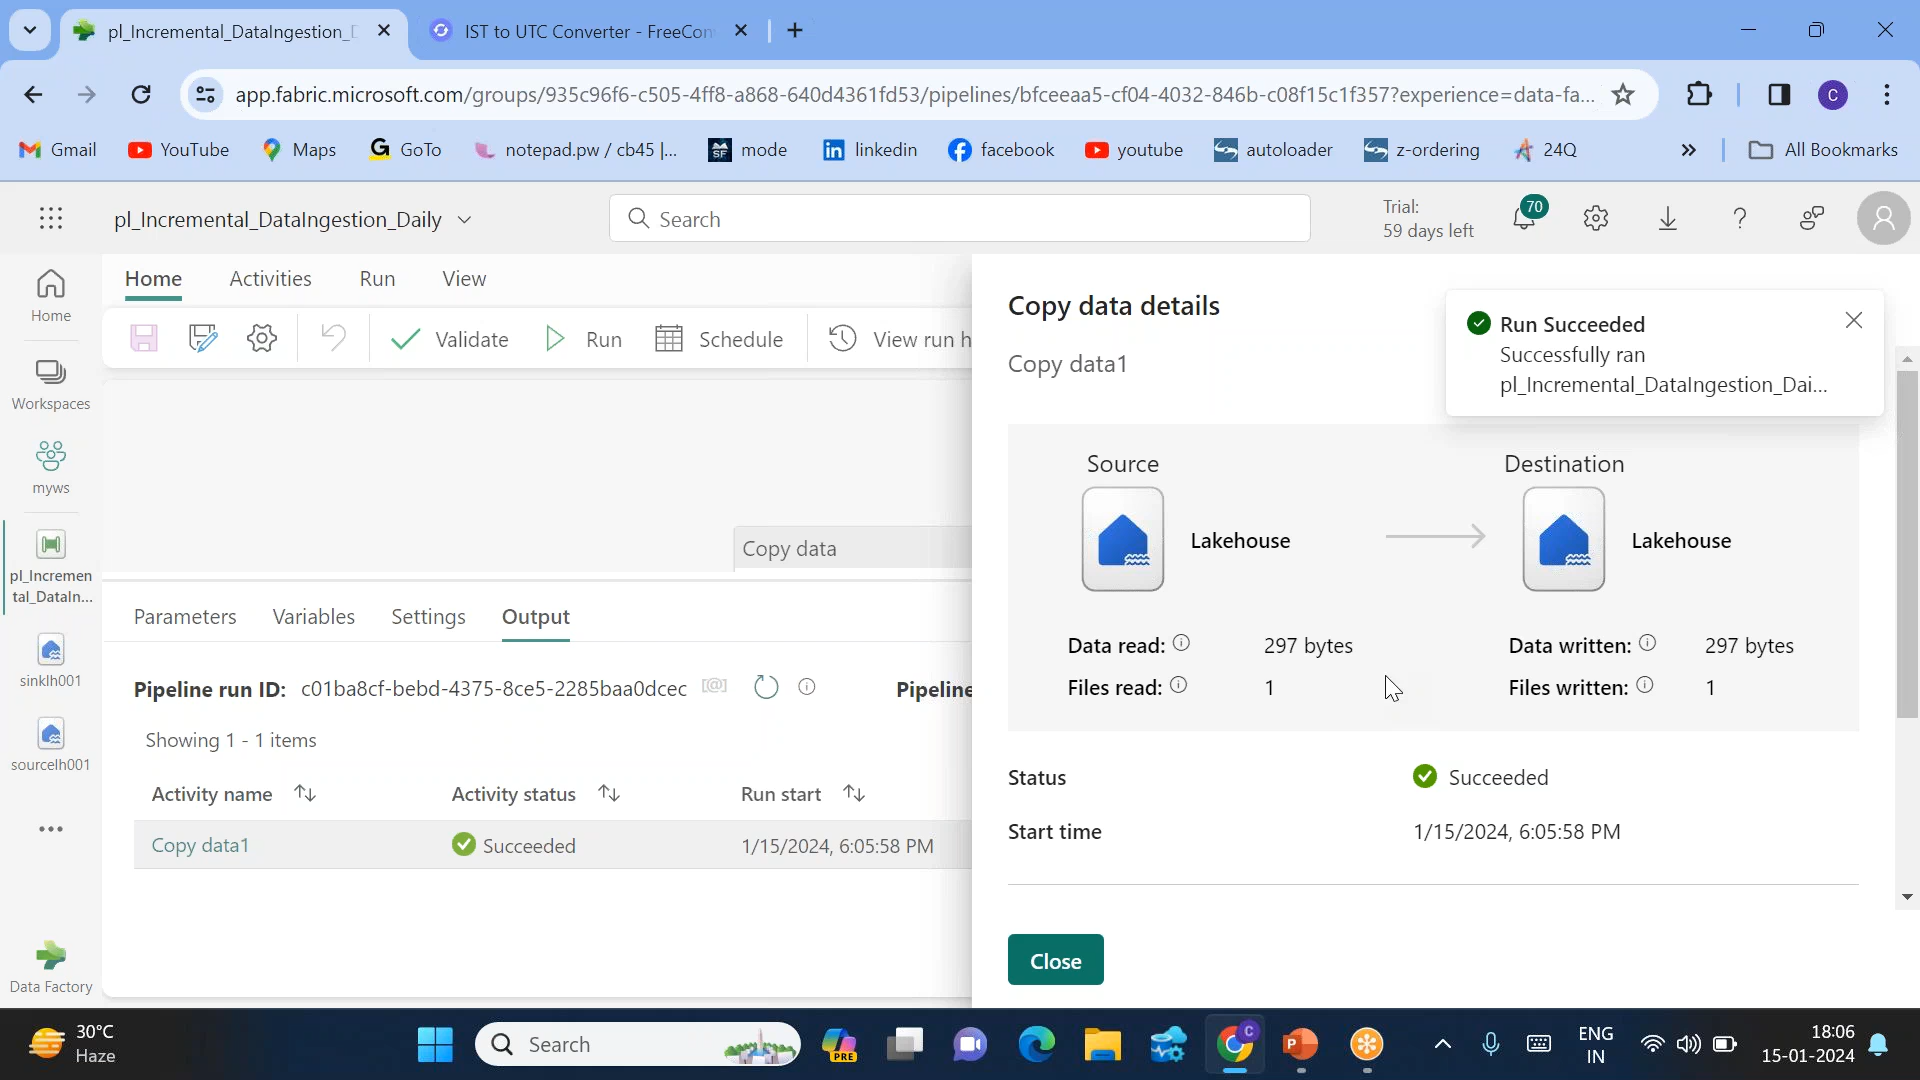 pl_Incremental_DataIngestion_D
IST to UTC Converter - FreeCon
app.fabric.microsoft.com/groups/935c96f6-c505-4ff8-a868-640d4361fd53/pipelines/bfceeaa5-cf04-4032-846b-c08f15c1f357?experience=data-fa...
C
Gmail
YouTube
Maps
GoTo
notepad.pw / cb45 |...
mode
linkedin
facebook
youtube
autoloader
z-ordering
24Q
All Bookmarks
pl_Incremental_DataIngestion_Daily
Search
Trial:
59 days left
70
Home
Workspaces
myws
pl_Incremen
tal_DataIn...
sinklh001
sourcelh001
Data Factory
Home
Activities
Run
View
Validate
Run
Schedule
View run h
Copy data
Parameters
Variables
Settings
Output
Pipeline run ID: c01ba8cf-bebd-4375-8ce5-2285baa0dcec
Pipeline
Showing 1 - 1 items
Activity name
Activity status
Run start
Copy data1
Succeeded
1/15/2024, 6:05:58 PM
Copy data details
Copy data1
Run Succeeded
Successfully ran
pl_Incremental_DataIngestion_Dai...
Source
Destination
Lakehouse
Lakehouse
Data read:
297 bytes
Data written:
297 bytes
Files read:
1
Files written:
1
Status
Succeeded
Start time
1/15/2024, 6:05:58 PM
Close
30°C
Haze
Search
PRE
C
ENG
IN
18:06
15-01-2024